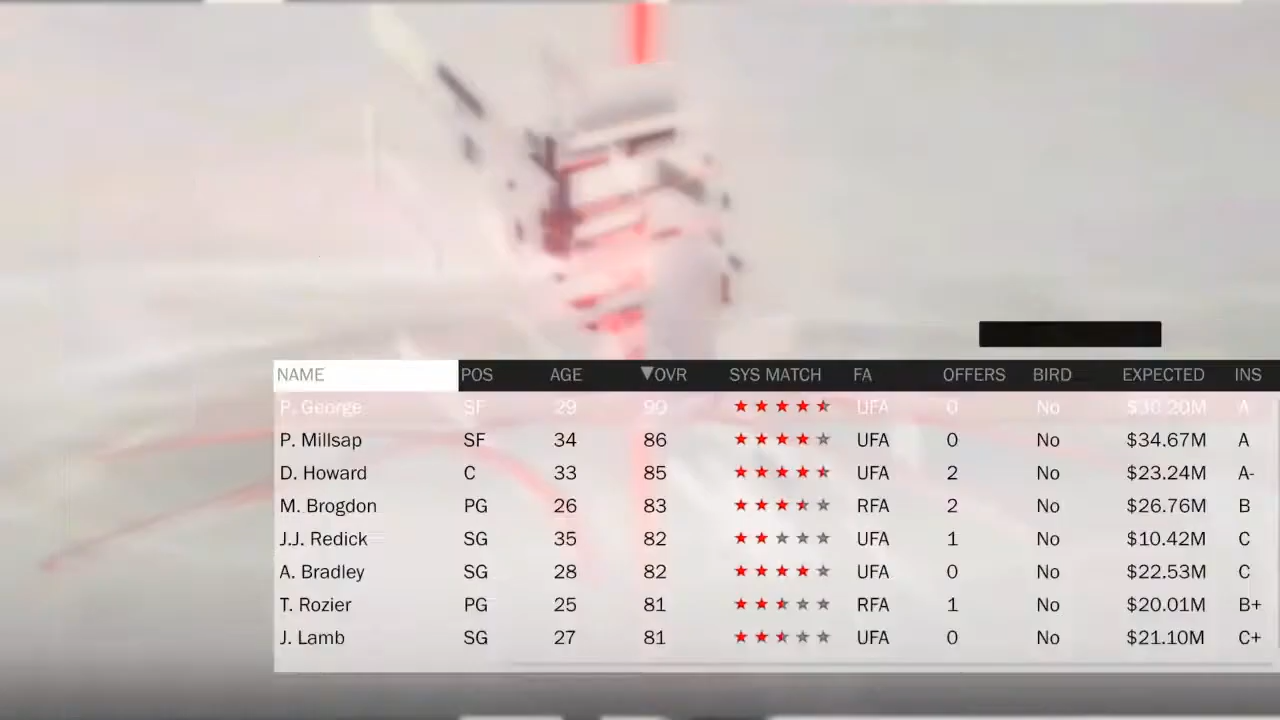 NAME POS AGE ▼OVR SYS MATCH FA OFFERS BIRD EXPECTED INS
P. George SF 29 90 ★★★★★ UFA 0 No $30.20M A
P. Millsap SF 34 86 ★★★★★ UFA 0 No $34.67M A
D. Howard C 33 85 ★★★★★ UFA 2 No $23.24M A-
M. Brogdon PG 26 83 ★★★★★ RFA 2 No $26.76M B
J.J. Redick SG 35 82 ★★★★★ UFA 1 No $10.42M C
A. Bradley SG 28 82 ★★★★★ UFA 0 No $22.53M C
T. Rozier PG 25 81 ★★★★★ RFA 1 No $20.01M B+
J. Lamb SG 27 81 ★★★★★ UFA 0 No $21.10M C+